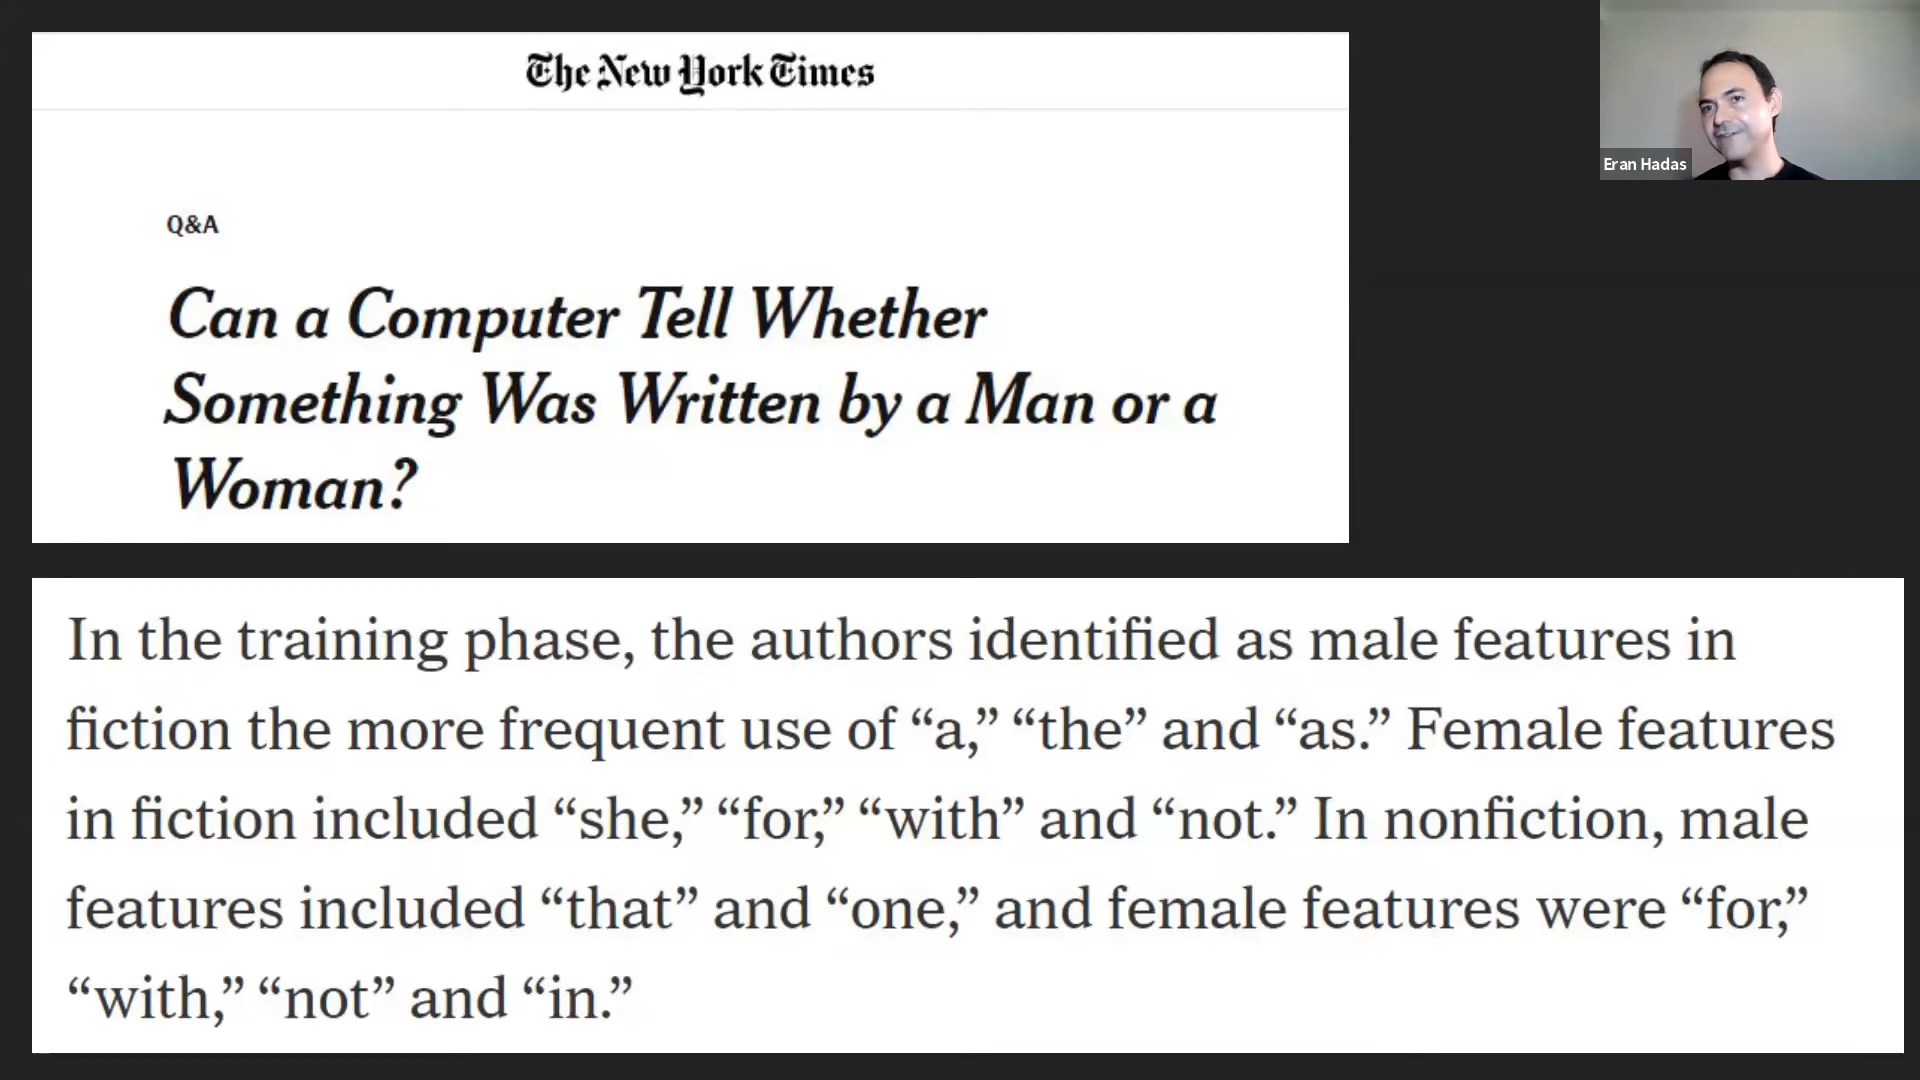 The New York Times
Eran Hadas
Q&A
Can a Computer Tell Whether
Something Was Written by a Man or a
Woman?
In the training phase, the authors identified as male features in
fiction the more frequent use of “a,” “the” and “as.” Female features
in fiction included “she,” “for,” “with” and “not.” In nonfiction, male
features included “that” and “one,” and female features were “for,”
“with,” “not” and “in.”